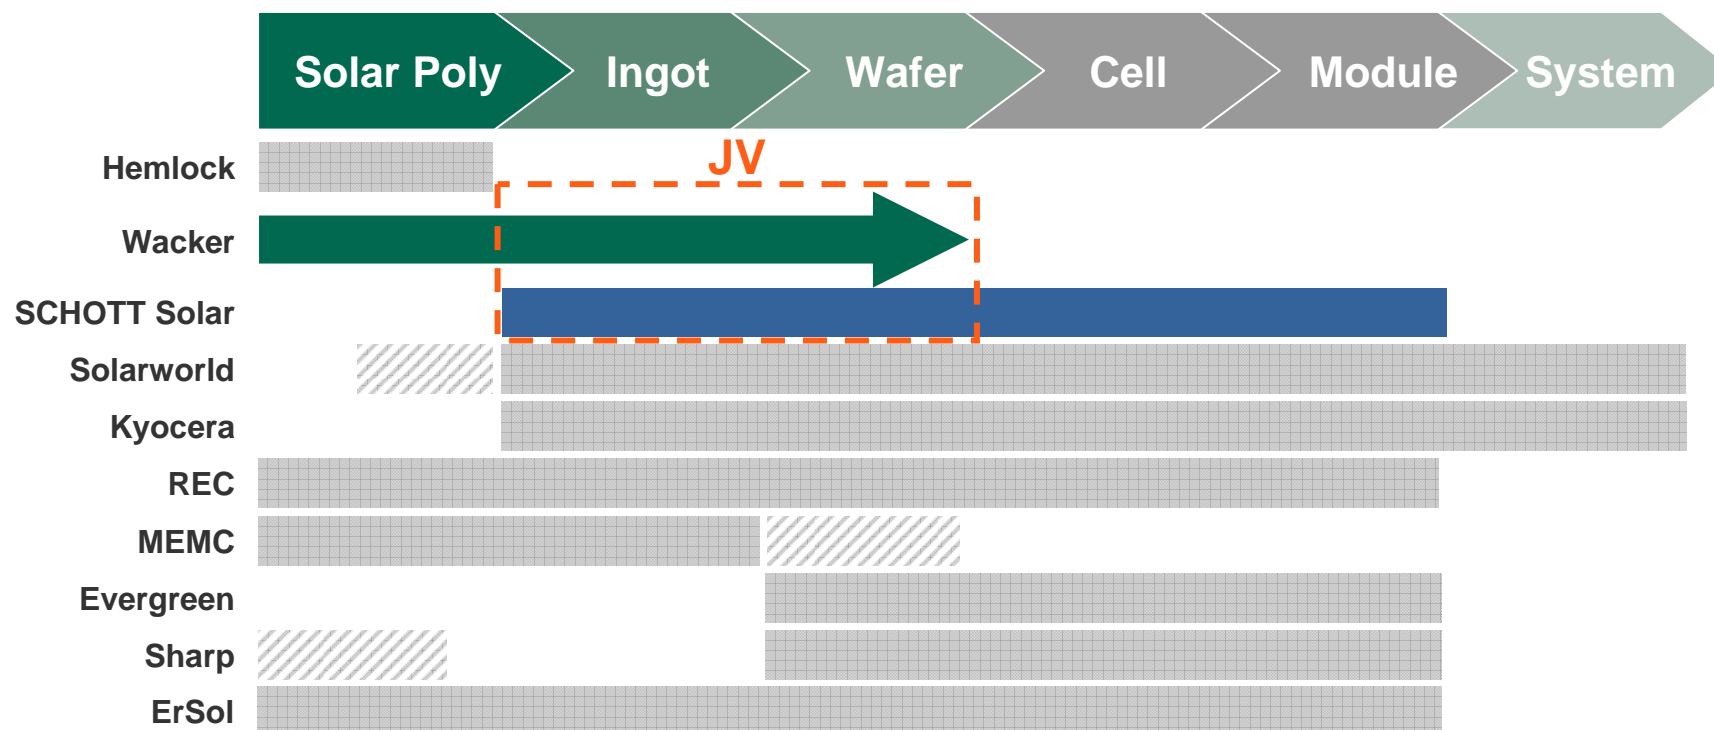 Solar Poly Ingot Wafer Cell Module System
JV
Hemlock
Wacker
SCHOTT Solar
Solarworld
Kyocera
REC
MEMC
Evergreen
Sharp
ErSol